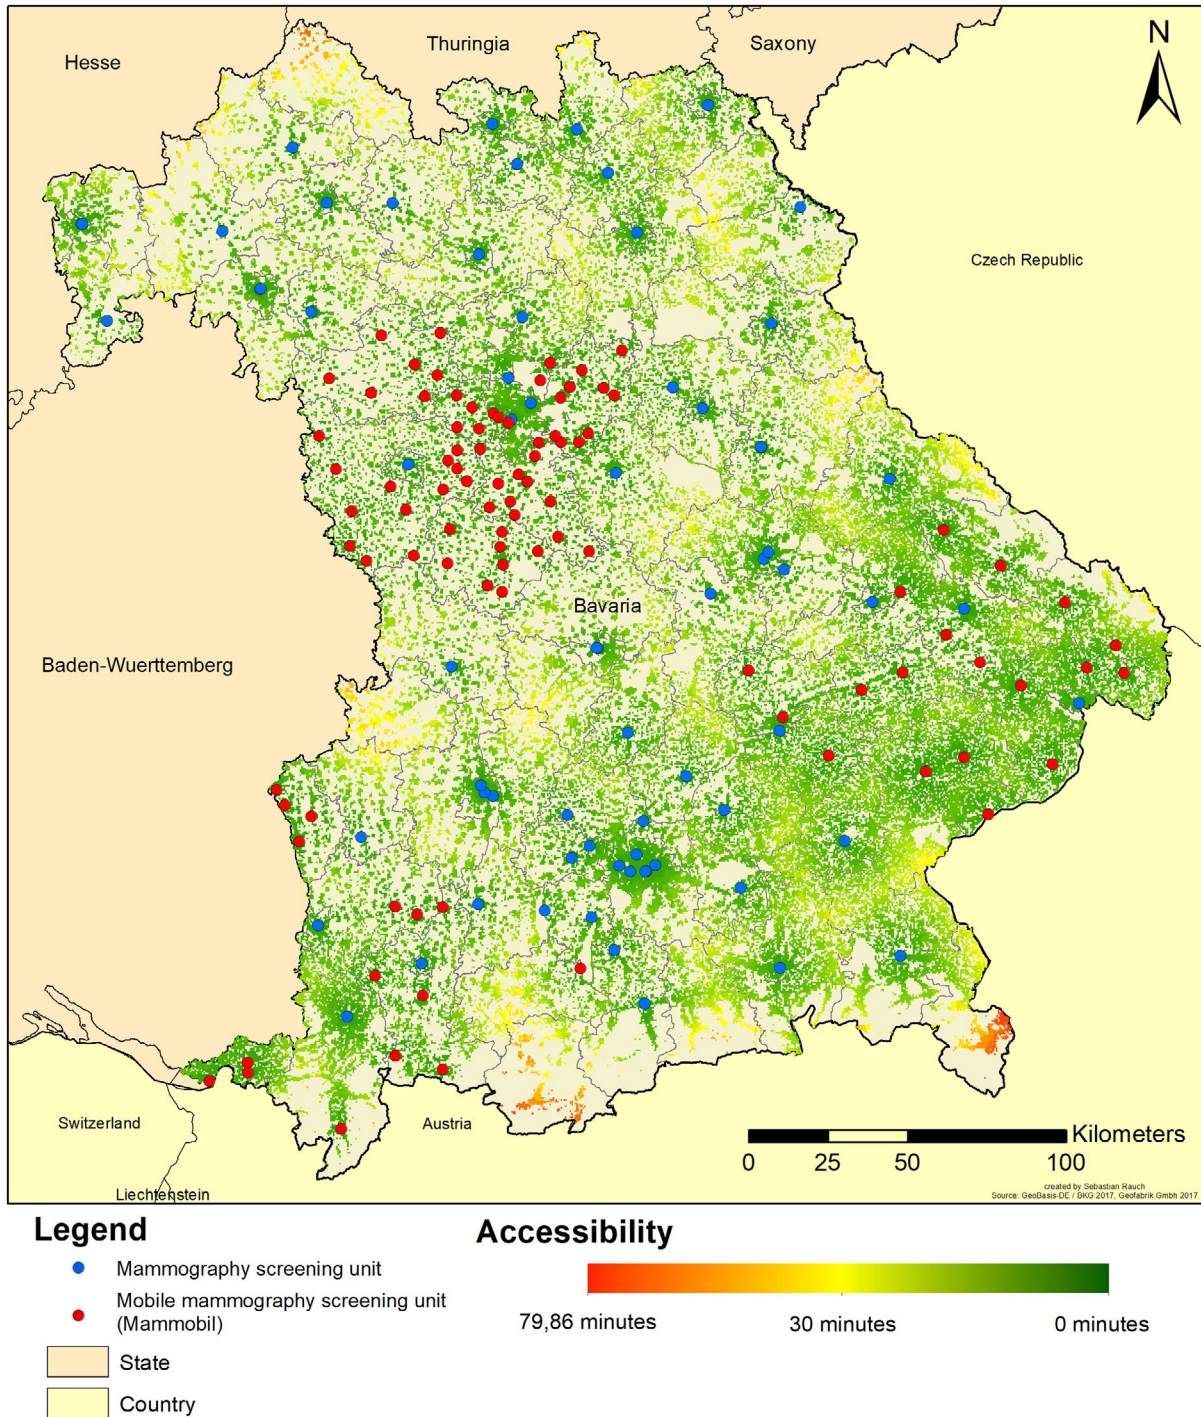 Thuringia
Saxony
Hesse
N
Czech Republic
Bavaria
Baden-Wuerttemberg
Switzerland
Austria
Liechtenstein
Kilometers
0 25 50 100
created by Sebastian Rauch
Source: GeoBasis-DE / BKG 2017, Geofabrik Gmbh 2017
Legend
Mammography screening unit
Mobile mammography screening unit
(Mammobil)
State
Country
Accessibility
79,86 minutes 30 minutes 0 minutes